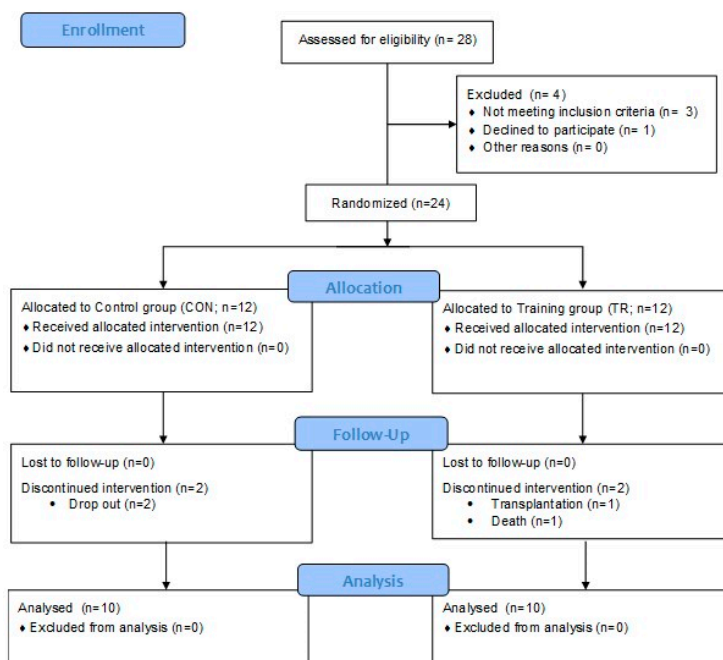 Enrollment
Assessed for eligibility (n= 28)
Excluded (n= 4)
♦ Not meeting inclusion criteria (n= 3)
♦ Declined to participate (n= 1)
♦ Other reasons (n= 0)
Randomized (n=24)
Allocation
Allocated to Control group (CON; n=12)
♦ Received allocated intervention (n=12)
♦ Did not receive allocated intervention (n=0)
Allocated to Training group (TR; n=12)
♦ Received allocated intervention (n=12)
♦ Did not receive allocated intervention (n=0)
Follow-Up
Lost to follow-up (n=0)
Discontinued intervention (n=2)
• Drop out (n=2)
Lost to follow-up (n=0)
Discontinued intervention (n=2)
• Transplantation (n=1)
• Death (n=1)
Analysis
Analysed (n=10)
♦ Excluded from analysis (n=0)
Analysed (n=10)
♦ Excluded from analysis (n=0)